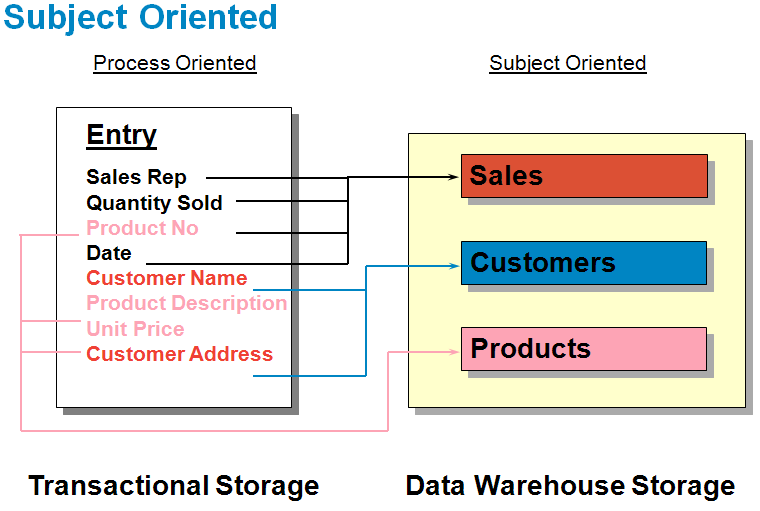 Subject Oriented
Process Oriented
Subject Oriented
Entry
Sales Rep
Quantity Sold
Product No
Date
Customer Name
Product Description
Unit Price
Customer Address
Sales
Customers
Products
Transactional Storage
Data Warehouse Storage